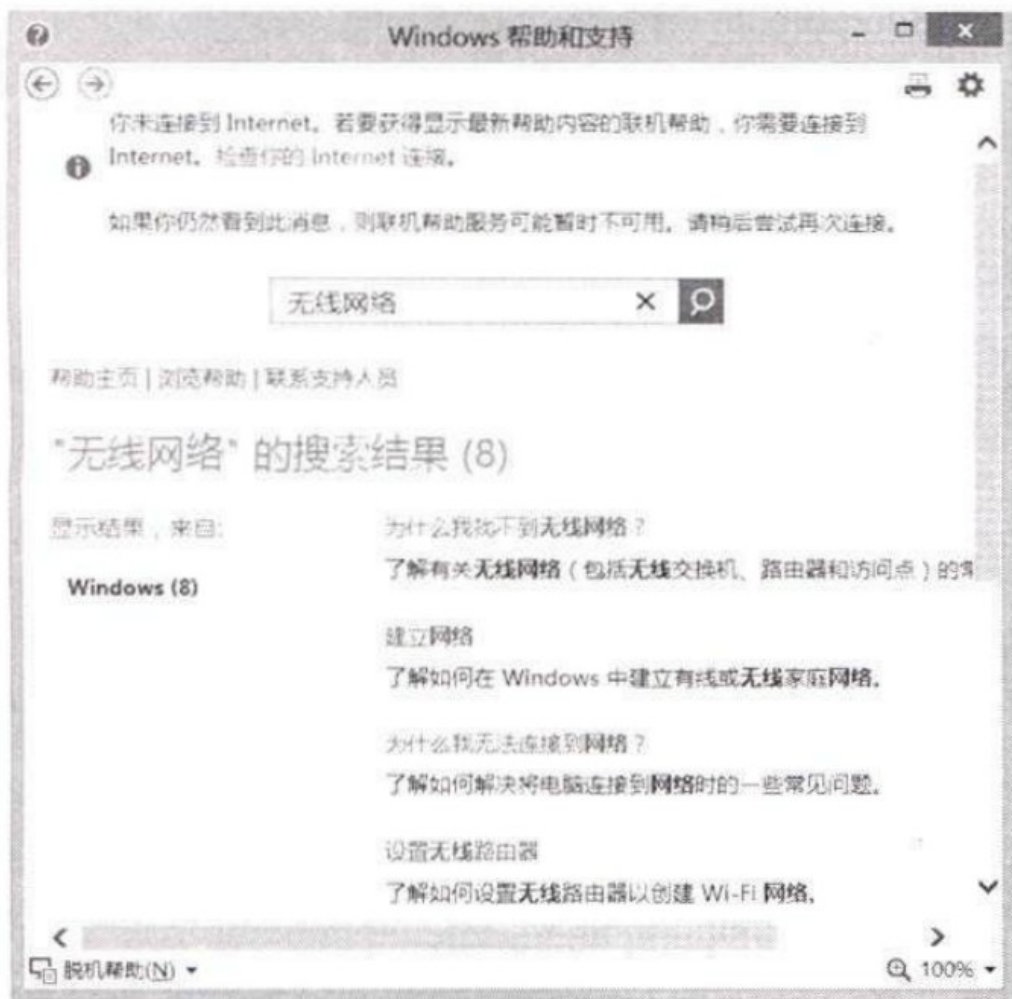 Windows 帮助和支持
你未连接到 Internet。若要获得显示最新帮助内容的联机帮助，你需要连接到
Internet。检查你的 Internet 连接。
如果你仍然看到此消息，则联机帮助服务可能暂时不可用。请稍后尝试再次连接。
无线网络
帮助主页 | 浏览帮助 | 联系支持人员
"无线网络" 的搜索结果 (8)
显示结果，来自:
Windows (8)
为什么我找不到无线网络？
了解有关无线网络（包括无线交换机、路由器和访问点）的常
建立网络
了解如何在 Windows 中建立有线或无线家庭网络。
为什么我无法连接到网络？
了解如何解决将电脑连接到网络时的一些常见问题。
设置无线路由器
了解如何设置无线路由器以创建 Wi-Fi 网络。
脱机帮助(N)
100%